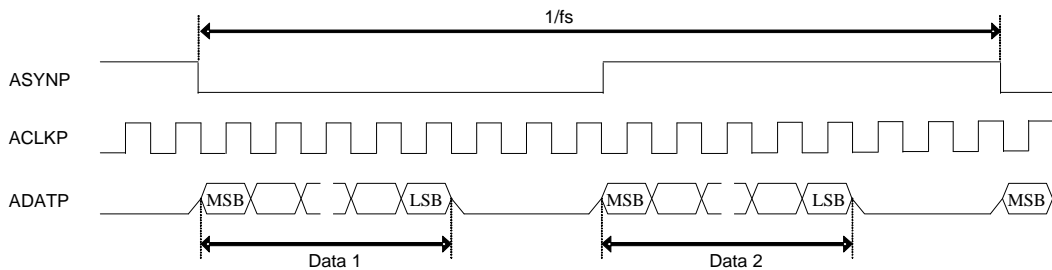 1/fs
ASYNP
ACLKP
ADATP
MSB
LSB
MSB
LSB
MSB
Data 1
Data 2